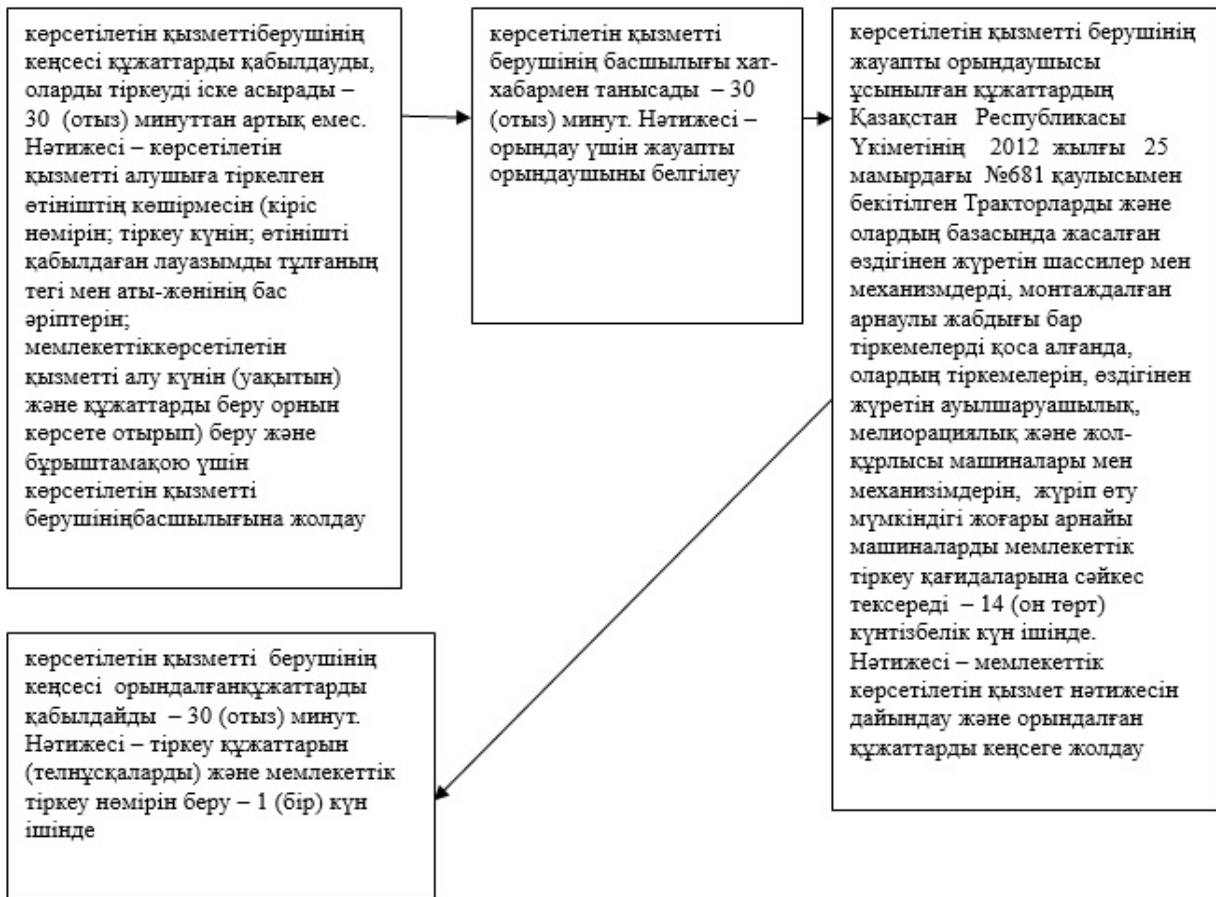 көрсетілетін қызметтіберушінің
кеңсесі құжаттарды қабылдауды,
оларды тіркеуді іске асырады –
30 (отыз) минуттан артық емес.
Нәтижесі – көрсетілетін
қызметті алушыға тіркелген
өтініштің көшірмесін (кіріс
нөмірін; тіркеу күнін; өтінішті
қабылдаған лауазымды тұлғаның
тегі мен аты-жөнінің бас
әріптерін;
мемлекеттіккөрсетілетін
қызметті алу күнін (уақытын)
және құжаттарды беру орнын
көрсете отырып) беру және
бұрыштамақою үшін
көрсетілетін қызметті
берушініңбасшылығына жолдау
көрсетілетін қызметті
берушінің басшылығы хат-
хабармен танысады – 30
(отыз) минут. Нәтижесі –
орындау үшін жауапты
орындаушыны белгілеу
көрсетілетін қызметті берушінің
жауапты орындаушысы
ұсынылған құжаттардың
Қазақстан Республикасы
Үкіметінің 2012 жылғы 25
мамырдағы №681 қаулысымен
бекітілген Тракторларды және
олардың базасында жасалған
өздігінен жүретін шассилер мен
механизмдерді, монтаждалған
арнаулы жабдығы бар
тіркемелерді қоса алғанда,
олардың тіркемелерін, өздігінен
жүретін ауылшаруашылық,
мелиорациялық және жол-
құрлысы машиналары мен
механизімдерін, жүріп өту
мүмкіндігі жоғары арнайы
машиналарды мемлекеттік
тіркеу қағидаларына сәйкес
тексереді – 14 (он төрт)
күнтізбелік күн ішінде.
Нәтижесі – мемлекеттік
көрсетілетін қызмет нәтижесін
дайындау және орындалған
құжаттарды кеңсеге жолдау
көрсетілетін қызметті берушінің
кеңсесі орындалғанқұжаттарды
қабылдайды – 30 (отыз) минут.
Нәтижесі – тіркеу құжаттарын
(телнұсқаларды) және мемлекеттік
тіркеу нөмірін беру – 1 (бір) күн
ішінде